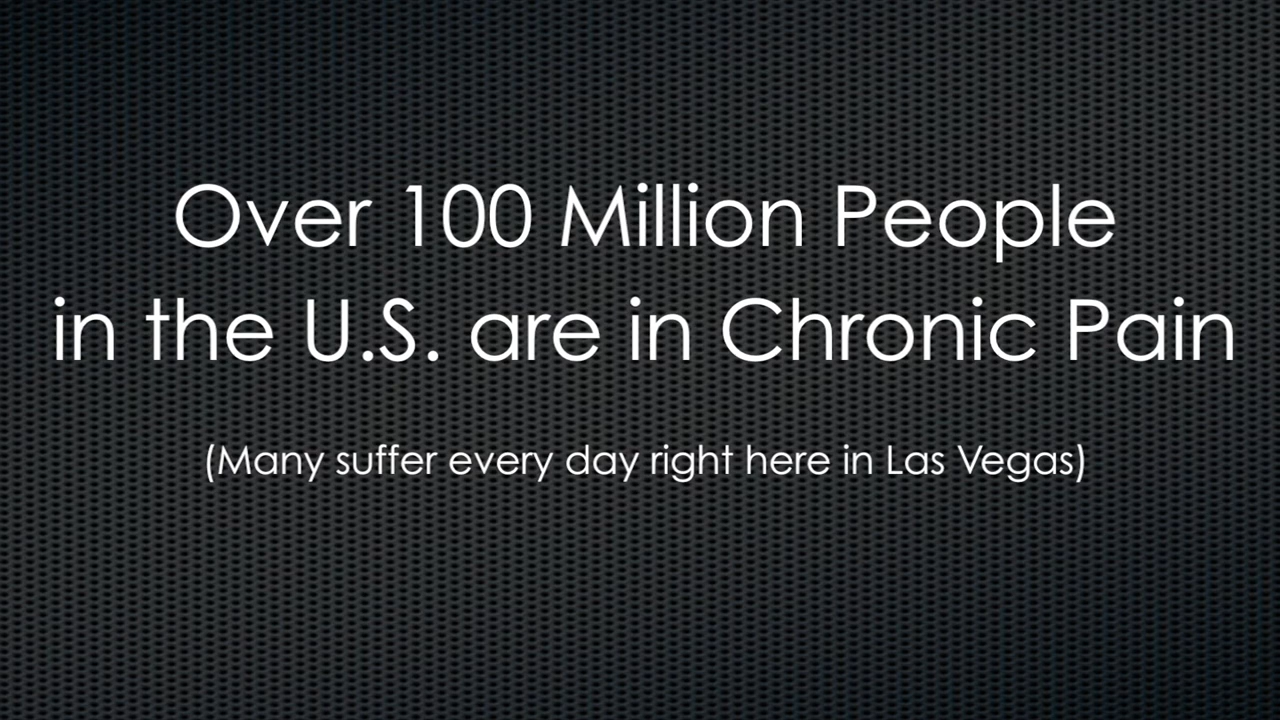 Over 100 Million People
in the U.S. are in Chronic Pain
(Many suffer every day right here in Las Vegas)